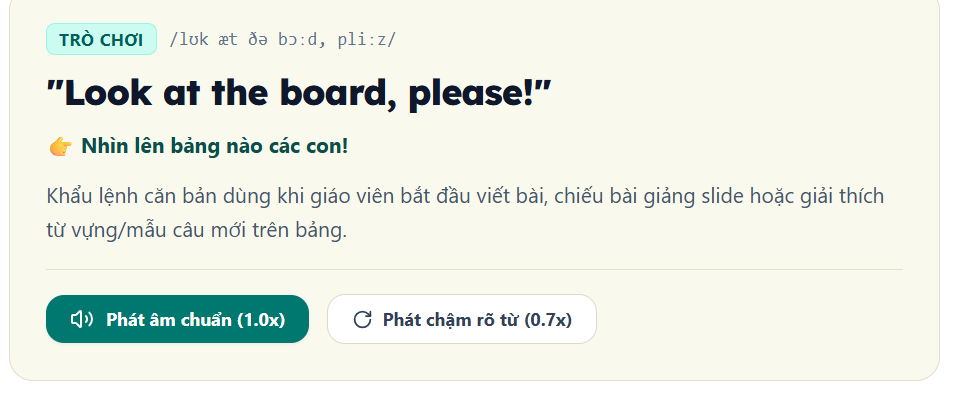 TRÒ CHƠI /lʊk æt ðə bɔːd, pliːz/
"Look at the board, please!"
👉 Nhìn lên bảng nào các con!
Khẩu lệnh căn bản dùng khi giáo viên bắt đầu viết bài, chiếu bài giảng slide hoặc giải thích
từ vựng/mẫu câu mới trên bảng.
Phát âm chuẩn (1.0x) Phát chậm rõ từ (0.7x)